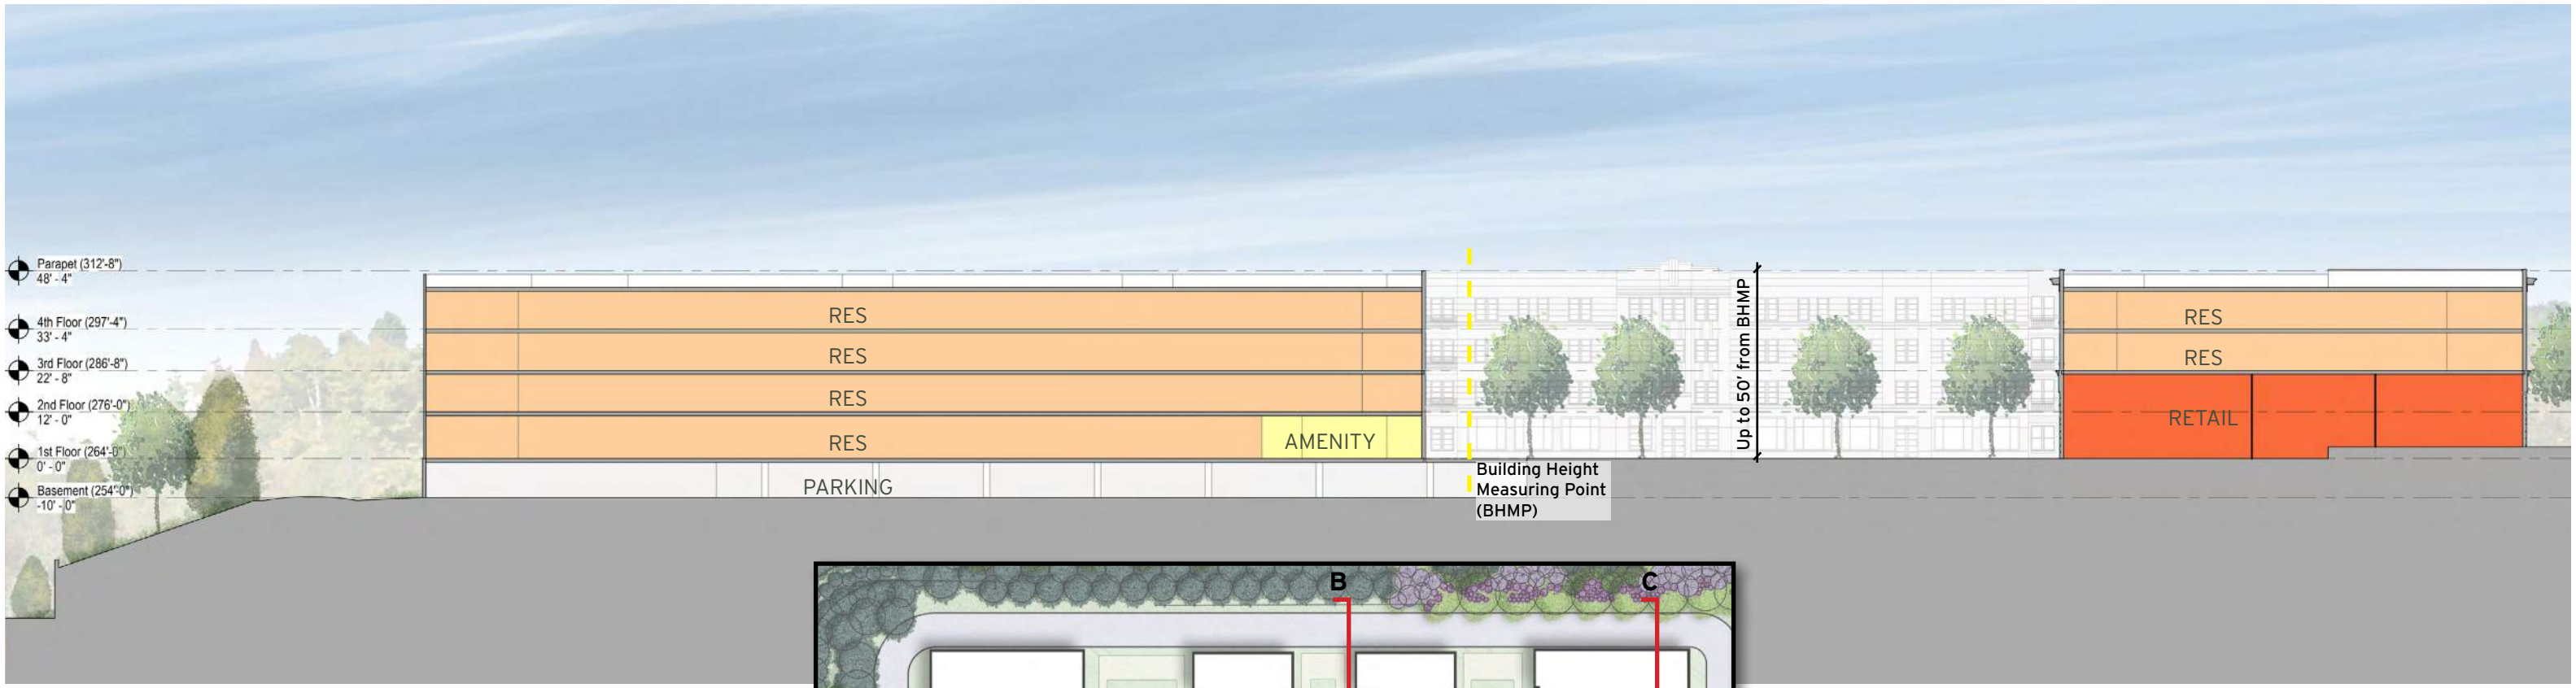 Parapet (312'-8")
48' - 4"
4th Floor (297'-4")
33' - 4"
3rd Floor (286'-8")
22' - 8"
2nd Floor (276'-0")
12' - 0"
1st Floor (264'-0")
0' - 0"
Basement (254'-0")
-10' - 0"
RES
RES
RES
RES
AMENITY
PARKING
Building Height
Measuring Point
(BHMP)
Up to 50' from BHMP
RES
RES
RETAIL
B
C